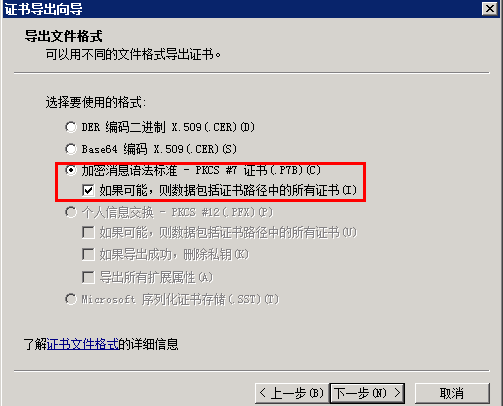 证书导出向导
导出文件格式
可以用不同的文件格式导出证书。
选择要使用的格式:
DER 编码二进制 X.509(.CER)(D)
Base64 编码 X.509(.CER)(S)
加密消息语法标准 - PKCS #7 证书(.P7B)(C)
如果可能，则数据包括证书路径中的所有证书(I)
个人信息交换 - PKCS #12(.PFX)(P)
如果可能，则数据包括证书路径中的所有证书(U)
如果导出成功，删除私钥(K)
导出所有扩展属性(A)
Microsoft 序列化证书存储(.SST)(T)
了解证书文件格式的详细信息
< 上一步(B) 下一步(N) > 取消